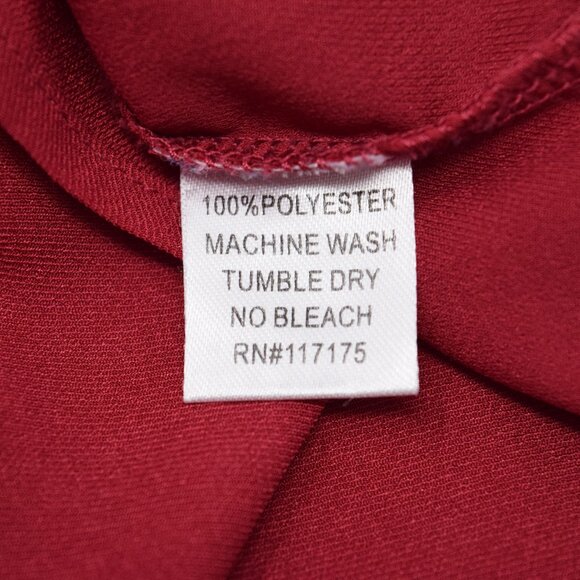 100%POLYESTER
MACHINE WASH
TUMBLE DRY
NO BLEACH
RN#117175